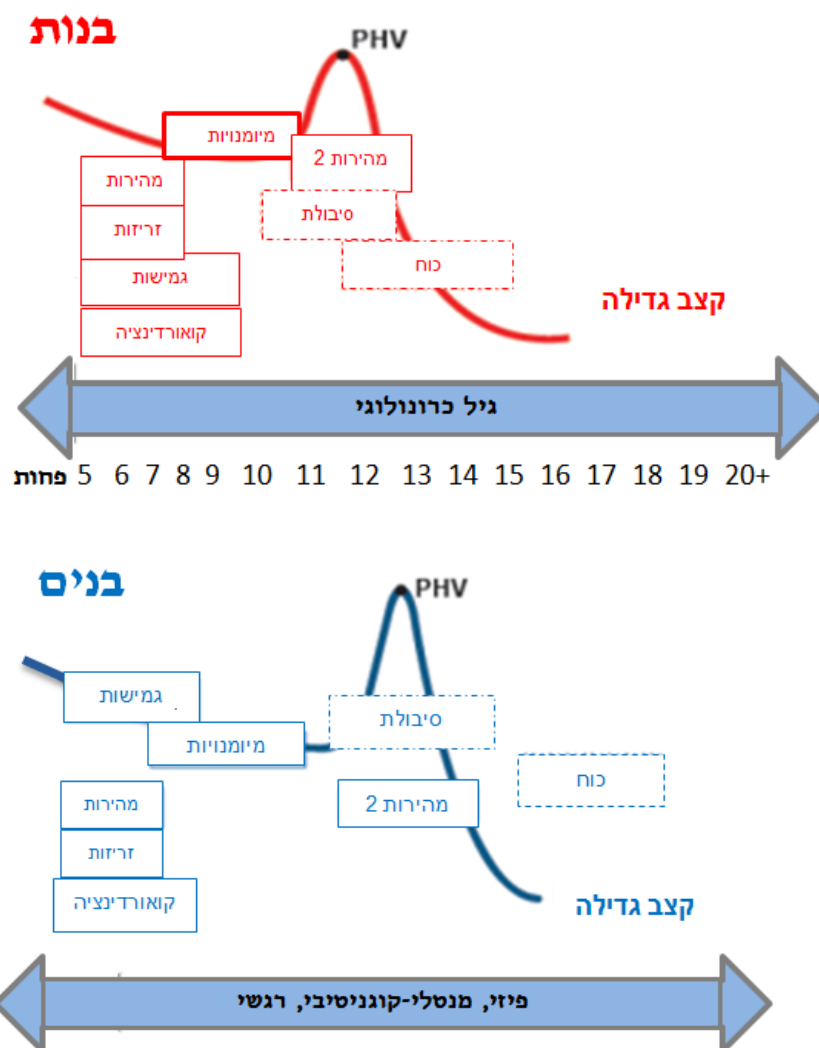 בנות
PHV
מיומנויות
מהירות 2
מהירות
סיבולת
זריזות
כוח
גמישות
קצב גדילה
קואורדינציה
גיל כרונולוגי
פחות 5 6 7 8 9 10 11 12 13 14 15 16 17 18 19 20+
בנים
PHV
גמישות
סיבולת
מיומנויות
כוח
מהירות
מהירות 2
זריזות
קואורדינציה
קצב גדילה
פיזי, מנטלי-קוגניטיבי, רגשי